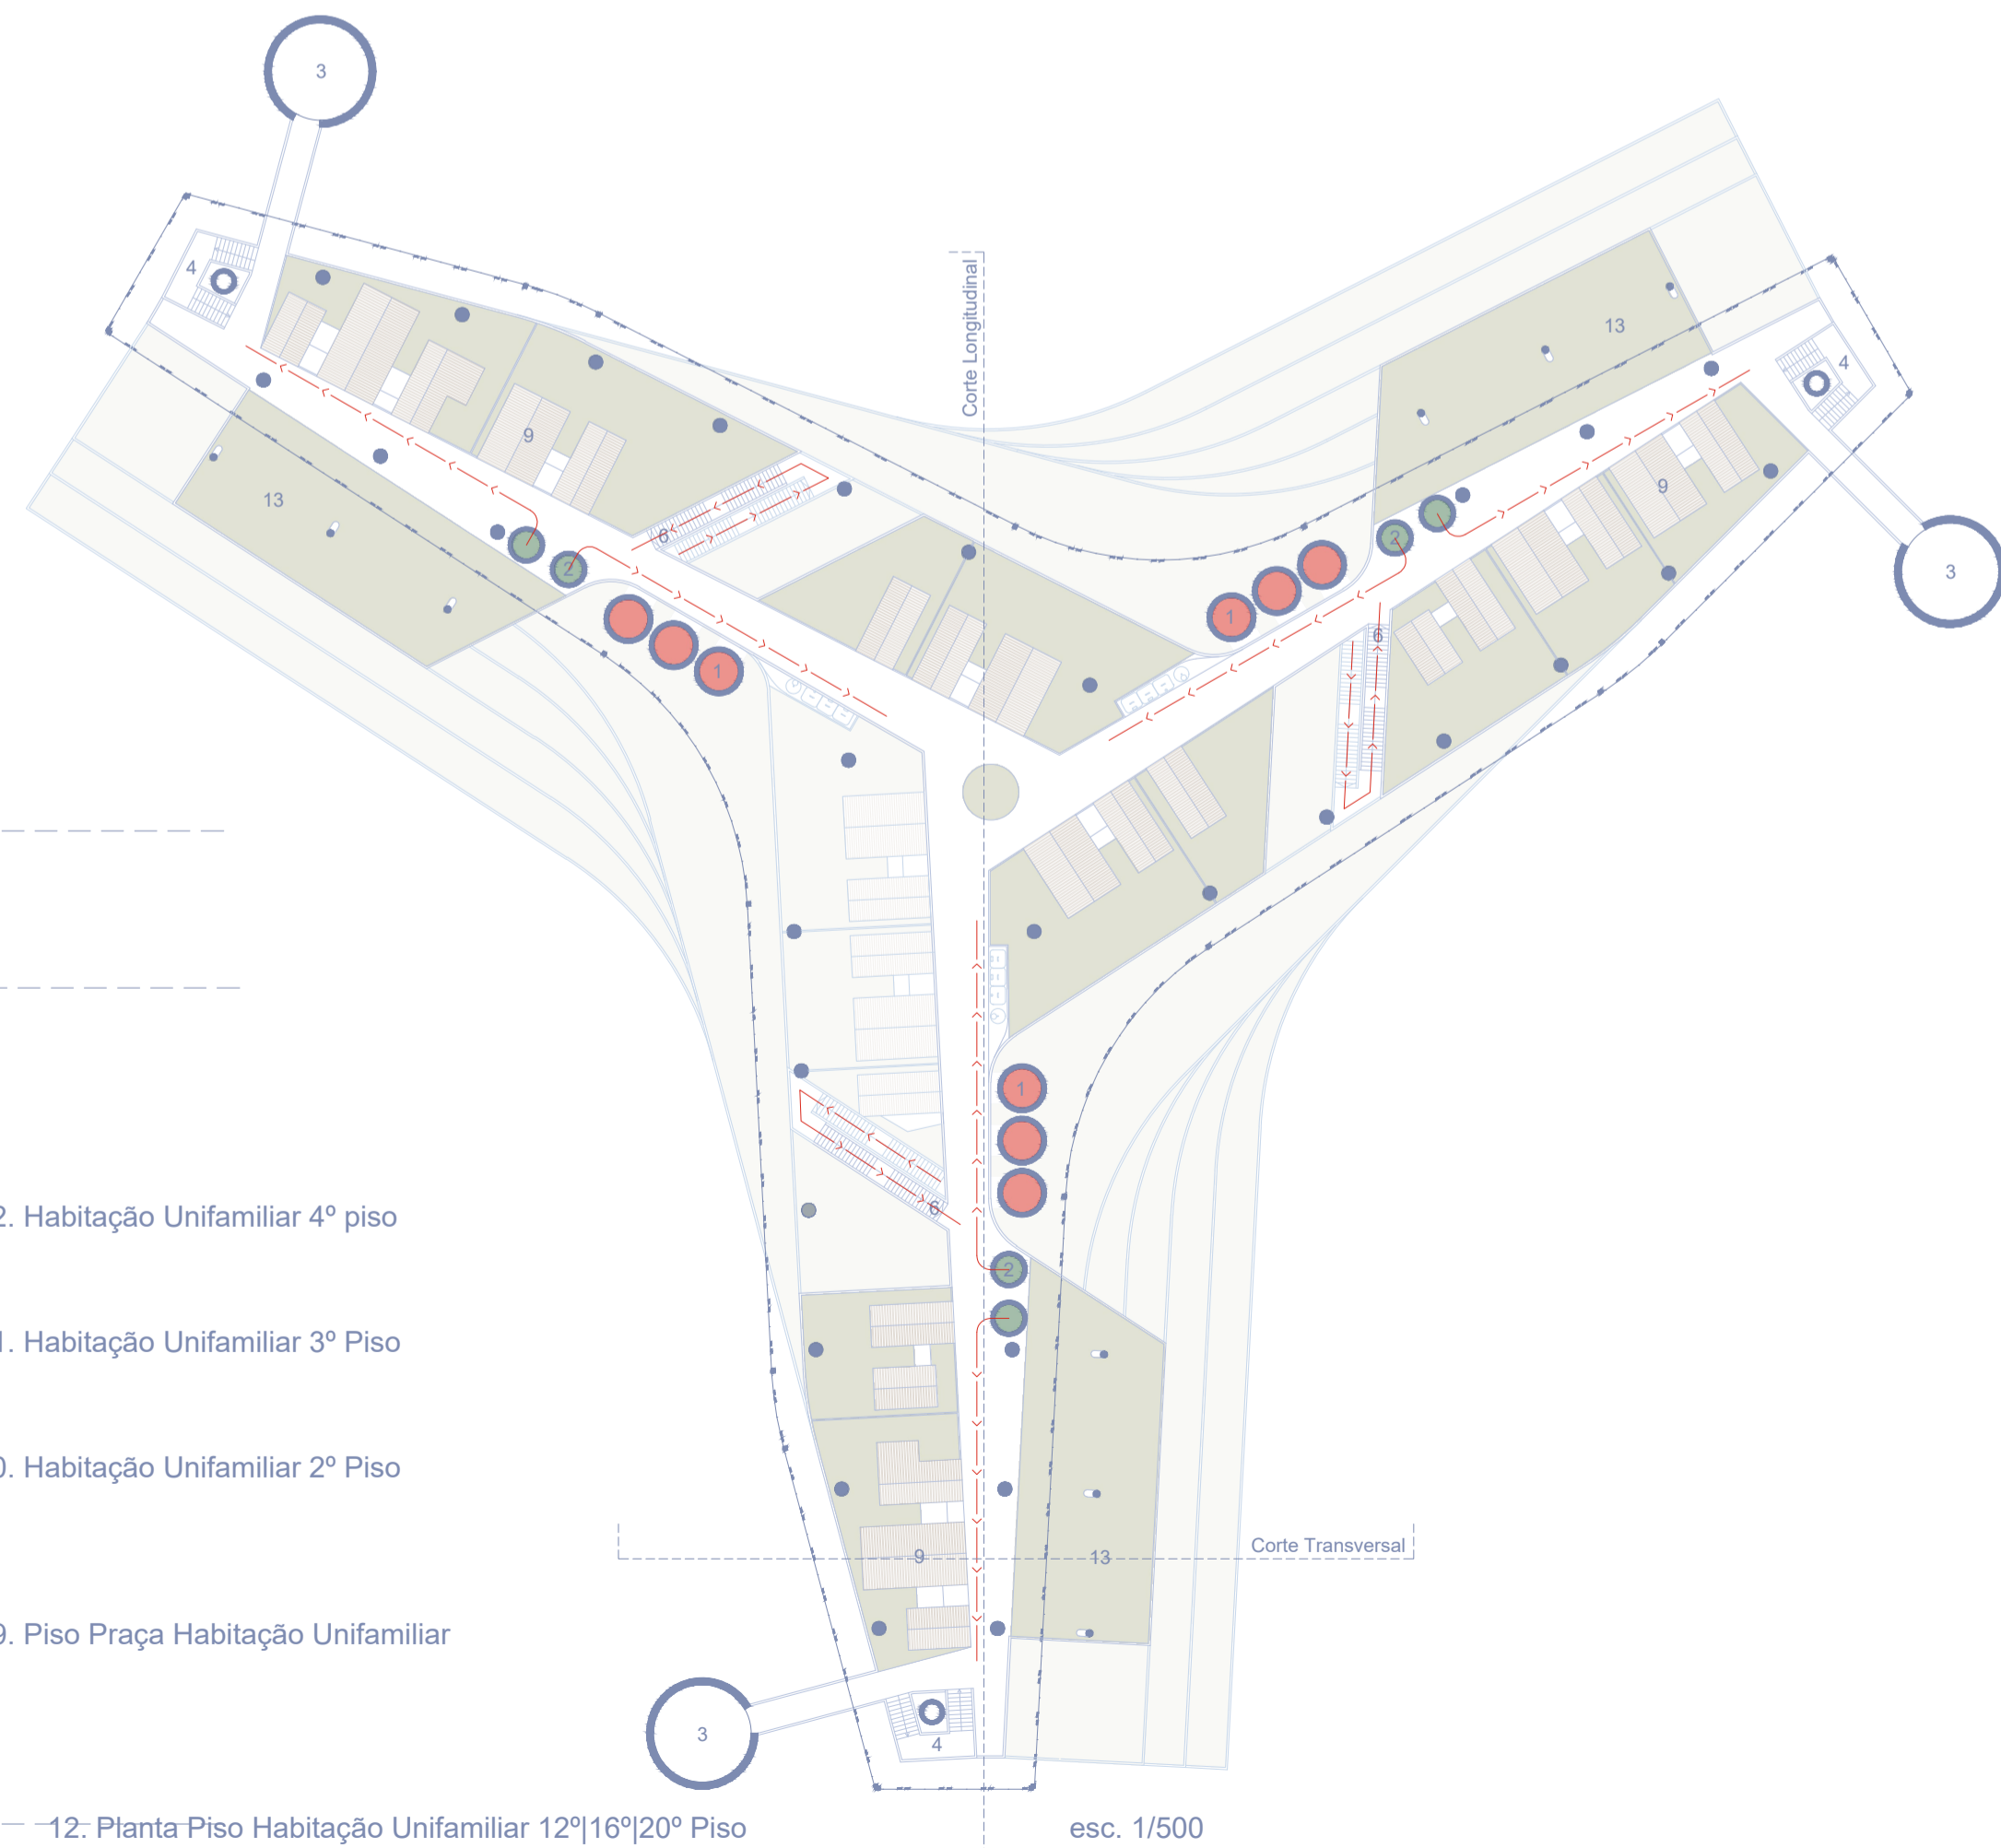 3
4
Corte Longitudinal
13
4
9
9
13
6
2
2
3
1
6
1
1
6
2. Habitação Unifamiliar 4º piso
2
1. Habitação Unifamiliar 3º Piso
0. Habitação Unifamiliar 2º Piso
Corte Transversal
9
13
9. Piso Praça Habitação Unifamiliar
3
4
12. Planta Piso Habitação Unifamiliar 12º|16º|20º Piso
esc. 1/500